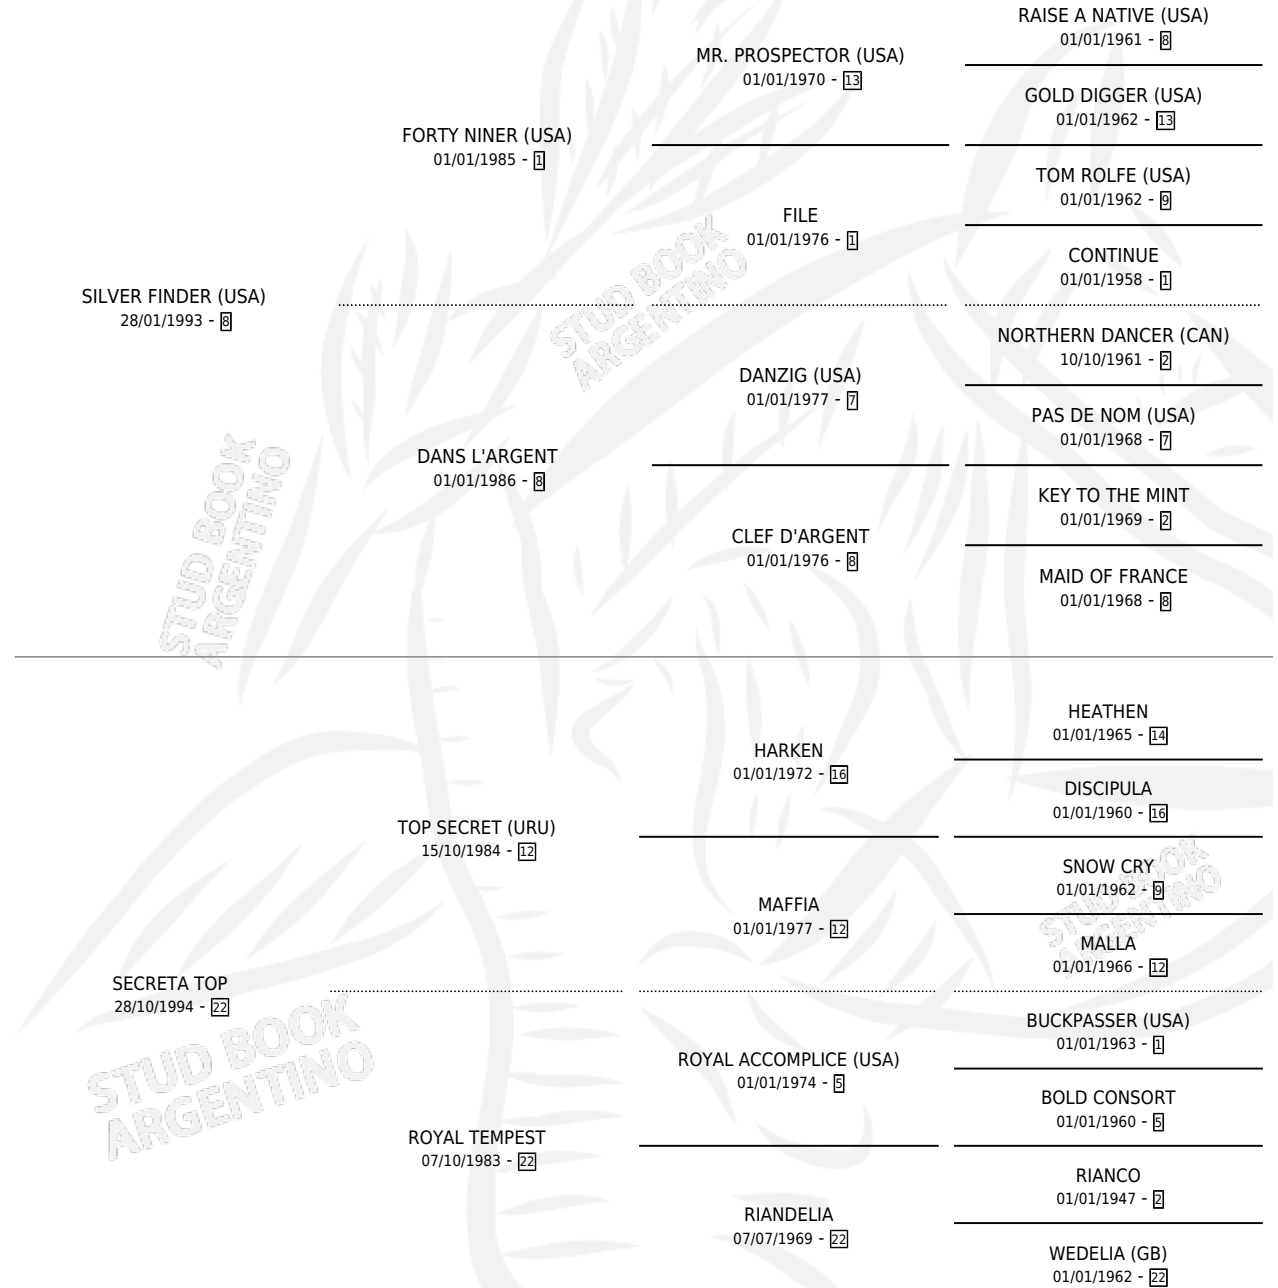 RAISE A NATIVE (USA)
01/01/1961 - 8
MR. PROSPECTOR (USA)
01/01/1970 - 13
GOLD DIGGER (USA)
01/01/1962 - 13
FORTY NINER (USA)
01/01/1985 - 1
TOM ROLFE (USA)
01/01/1962 - 9
FILE
01/01/1976 - 1
CONTINUE
01/01/1958 - 1
SILVER FINDER (USA)
28/01/1993 - 8
NORTHERN DANCER (CAN)
10/10/1961 - 2
DANZIG (USA)
01/01/1977 - 7
PAS DE NOM (USA)
01/01/1968 - 7
DANS L'ARGENT
01/01/1986 - 8
KEY TO THE MINT
01/01/1969 - 2
CLEF D'ARGENT
01/01/1976 - 8
MAID OF FRANCE
01/01/1968 - 8
HEATHEN
01/01/1965 - 14
HARKEN
01/01/1972 - 16
DISCIPULA
01/01/1960 - 16
TOP SECRET (URU)
15/10/1984 - 12
SNOW CRY
01/01/1962 - 9
MAFFIA
01/01/1977 - 12
MALLA
01/01/1966 - 12
SECRETA TOP
28/10/1994 - 22
BUCKPASSER (USA)
01/01/1963 - 1
ROYAL ACCOMPLICE (USA)
01/01/1974 - 5
BOLD CONSORT
01/01/1960 - 5
ROYAL TEMPEST
07/10/1983 - 22
RIANCO
01/01/1947 - 2
RIANDELIA
07/07/1969 - 22
WEDELIA (GB)
01/01/1962 - 22
STUD BOOK
ARGENTINO
STUD BOOK
ARGENTINO
STUD BOOK
ARGENTINO
STUD BOOK
ARGENTINO